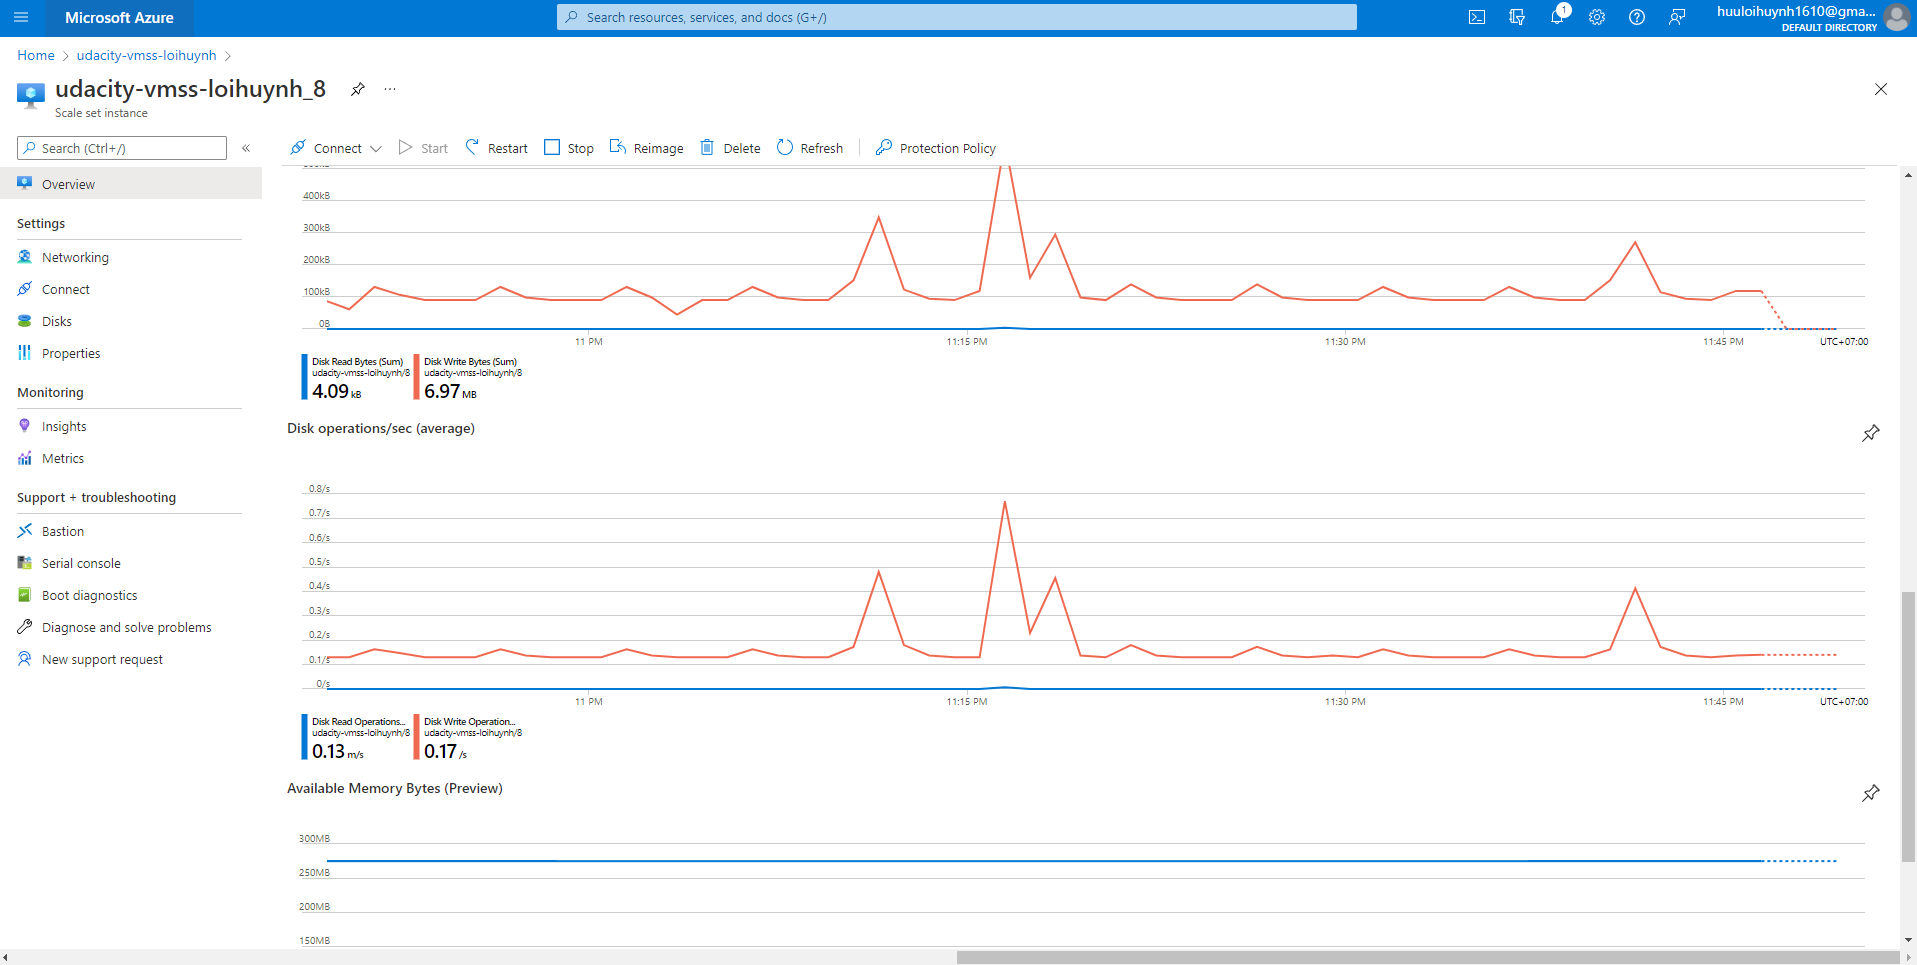 Microsoft Azure
Search resources, services, and docs (G+/)
1
huuloihuynh1610@gma...
DEFAULT DIRECTORY
Home > udacity-vmss-loihuynh >
udacity-vmss-loihuynh_8
...
Scale set instance
Search (Ctrl+/)
«
Connect
Start
Restart
Stop
Reimage
Delete
Refresh
Protection Policy
Overview
Settings
Networking
Connect
Disks
Properties
Monitoring
Insights
Metrics
Support + troubleshooting
Bastion
Serial console
Boot diagnostics
Diagnose and solve problems
New support request
400kB
300kB
200kB
100kB
0B
11 PM
11:15 PM
11:30 PM
11:45 PM
UTC+07:00
Disk Read Bytes (Sum)
udacity-vmss-loihuynh/8
4.09 kB
Disk Write Bytes (Sum)
udacity-vmss-loihuynh/8
6.97 MB
Disk operations/sec (average)
0.8/s
0.7/s
0.6/s
0.5/s
0.4/s
0.3/s
0.2/s
0.1/s
0/s
11 PM
11:15 PM
11:30 PM
11:45 PM
UTC+07:00
Disk Read Operations...
udacity-vmss-loihuynh/8
0.13 m/s
Disk Write Operation...
udacity-vmss-loihuynh/8
0.17 /s
Available Memory Bytes (Preview)
300MB
250MB
200MB
150MB